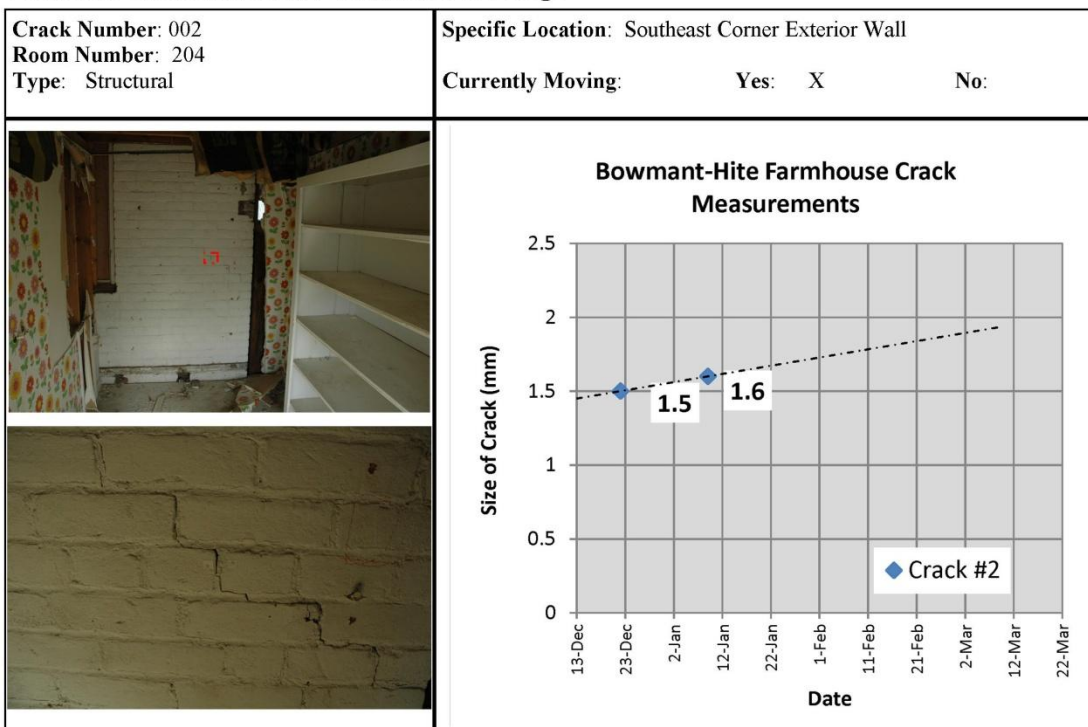 Crack Number: 002
Room Number: 204
Type: Structural
Specific Location: Southeast Corner Exterior Wall
Currently Moving: Yes: X No:
Bowmant-Hite Farmhouse Crack
Measurements
Size of Crack (mm)
2.5
2
1.5
1
0.5
0
1.5
1.6
Crack #2
13-Dec
23-Dec
2-Jan
12-Jan
22-Jan
1-Feb
11-Feb
21-Feb
2-Mar
12-Mar
22-Mar
Date